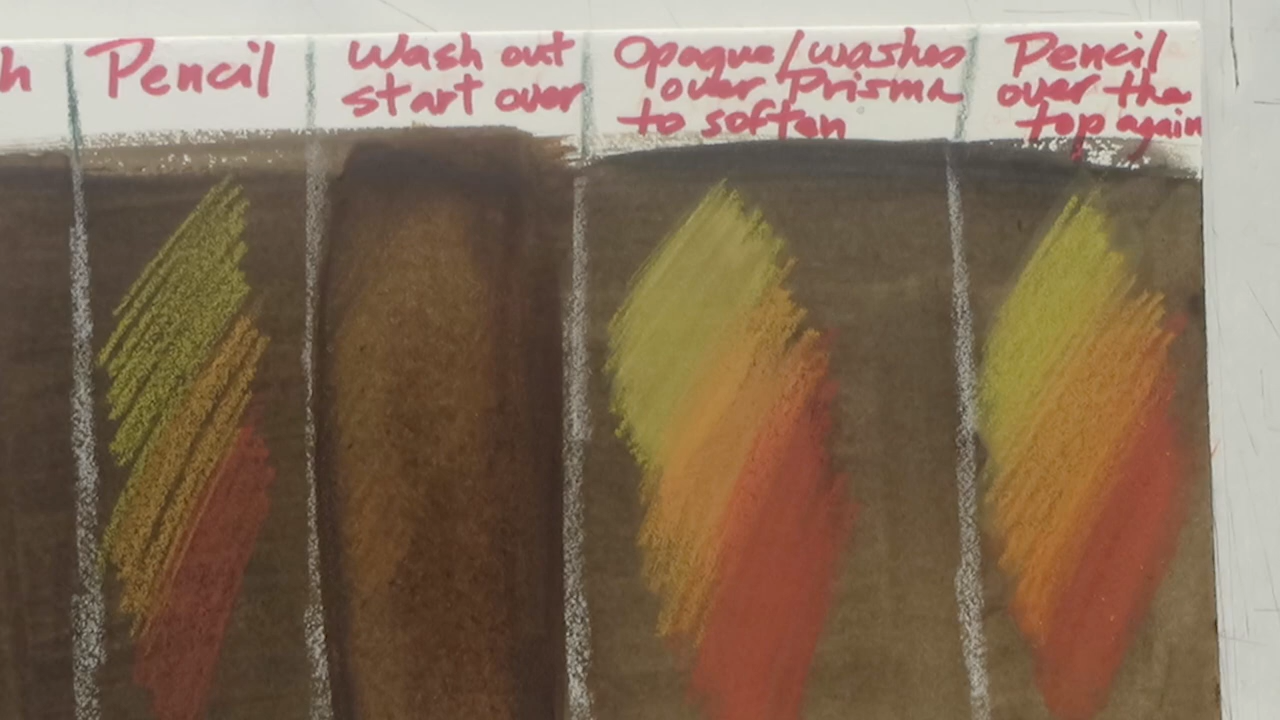 h
Pencil
Wash out
start over
Opaque/washes
over Prisma
to soften
Pencil
over the
top again